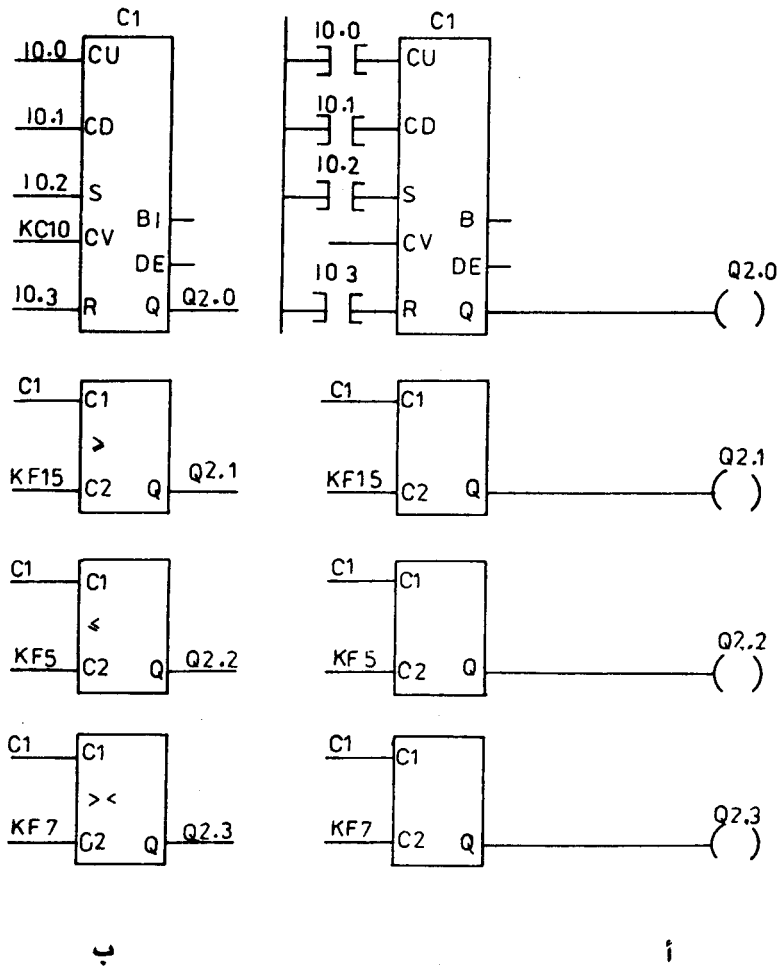 C1 C1
I0.0 CU I0.0 CU
I0.1 CD I0.1 CD
I0.2 S I0.2 S
BI B
KC10 CV CV
DE DE
I0.3 R Q Q2.0 I0 3 R Q Q2.0
C1 C1 C1 C1
>
KF15 C2 Q Q2.1 KF15 C2 Q Q2.1
C1 C1 C1 C1
≤
KF5 C2 Q Q2.2 KF5 C2 Q Q2.2
C1 C1 C1 C1
><
KF7 C2 Q Q2.3 KF7 C2 Q Q2.3
ب أ